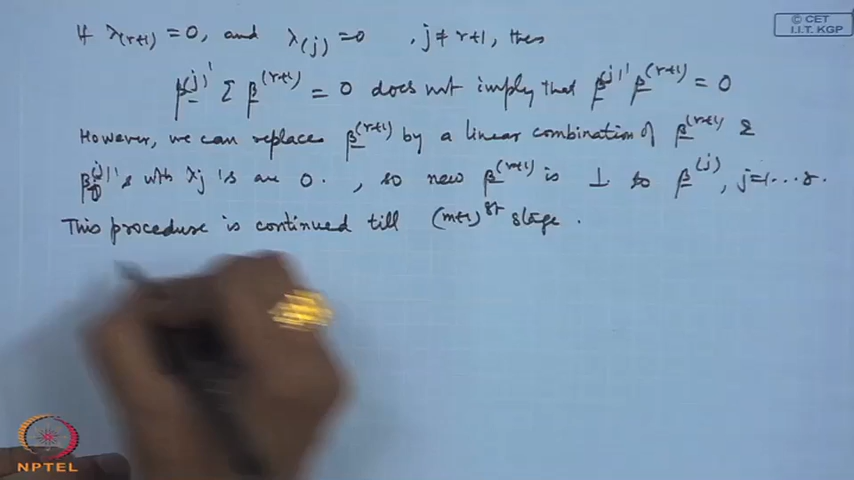 © CET
I.I.T. KGP
If λ(r+1) = 0, and λ(j) = 0 , j ≠ r+1, then
β^(j)' Σ β^(r+1) = 0 does not imply that β^(j)' β^(r+1) = 0
However, we can replaces β^(r+1) by a linear combination of β^(r+1) &
β^(j)'s with λj's are 0. , so new β^(r+1) is ⊥ to β^(j), j=1...r.
This procedure is continued till (m+1)^st stage .
NPTEL